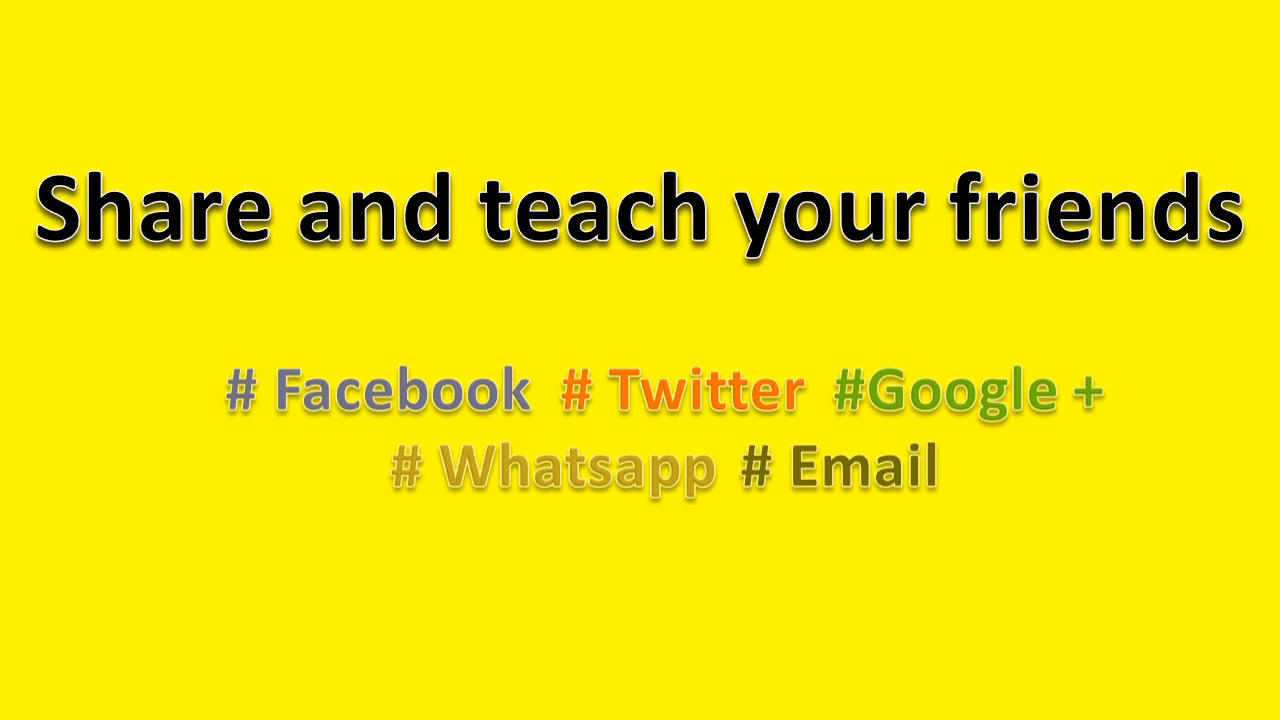 Share and teach your friends
# Facebook # Twitter #Google +
# Whatsapp # Email